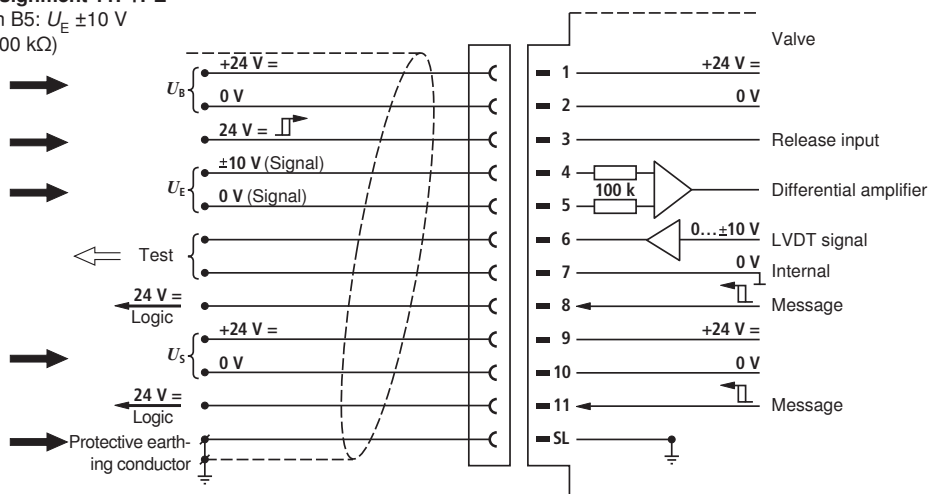 n B5: U_E ±10 V
00 kΩ)
Valve
+24 V = 1 +24 V =
U_B
0 V 2 0 V
24 V = 3 Release input
±10 V (Signal) 4
U_E 100 k Differential amplifier
0 V (Signal) 5
6 0...±10 V LVDT signal
Test
7 0 V Internal
24 V = 8 Message
Logic
+24 V = 9 +24 V =
U_S
0 V 10 0 V
24 V = 11 Message
Logic
Protective earth- SL
ing conductor